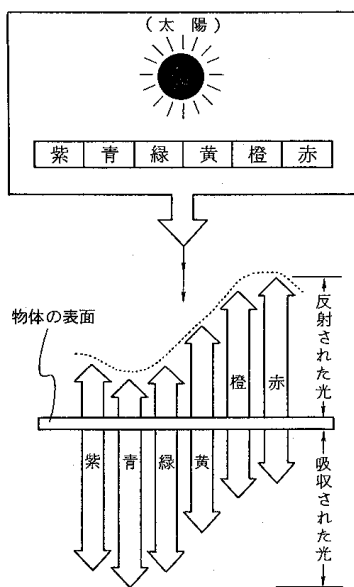 （太陽）
紫 青 緑 黄 橙 赤
物体の表面
反射された光
橙 赤
紫 青 緑 黄
吸収された光